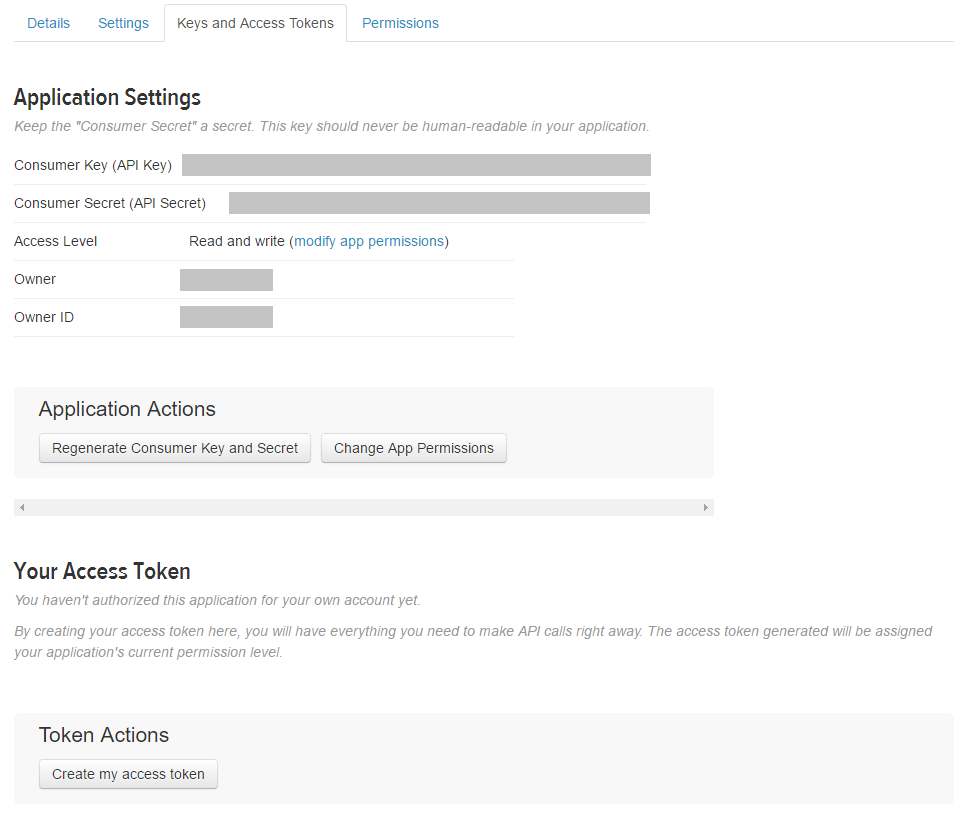 Details Settings Keys and Access Tokens Permissions
Application Settings
Keep the "Consumer Secret" a secret. This key should never be human-readable in your application.
Consumer Key (API Key)
Consumer Secret (API Secret)
Access Level Read and write (modify app permissions)
Owner
Owner ID
Application Actions
Regenerate Consumer Key and Secret Change App Permissions
Your Access Token
You haven't authorized this application for your own account yet.
By creating your access token here, you will have everything you need to make API calls right away. The access token generated will be assigned
your application's current permission level.
Token Actions
Create my access token